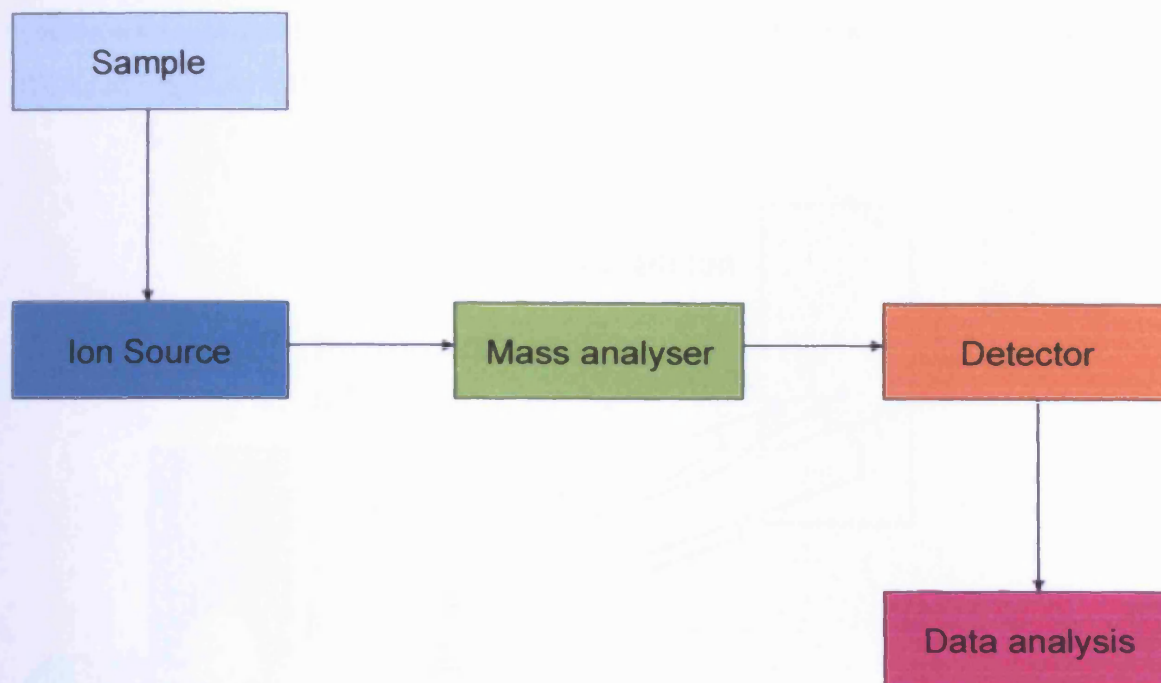 Sample
Ion Source
Mass analyser
Detector
Data analysis